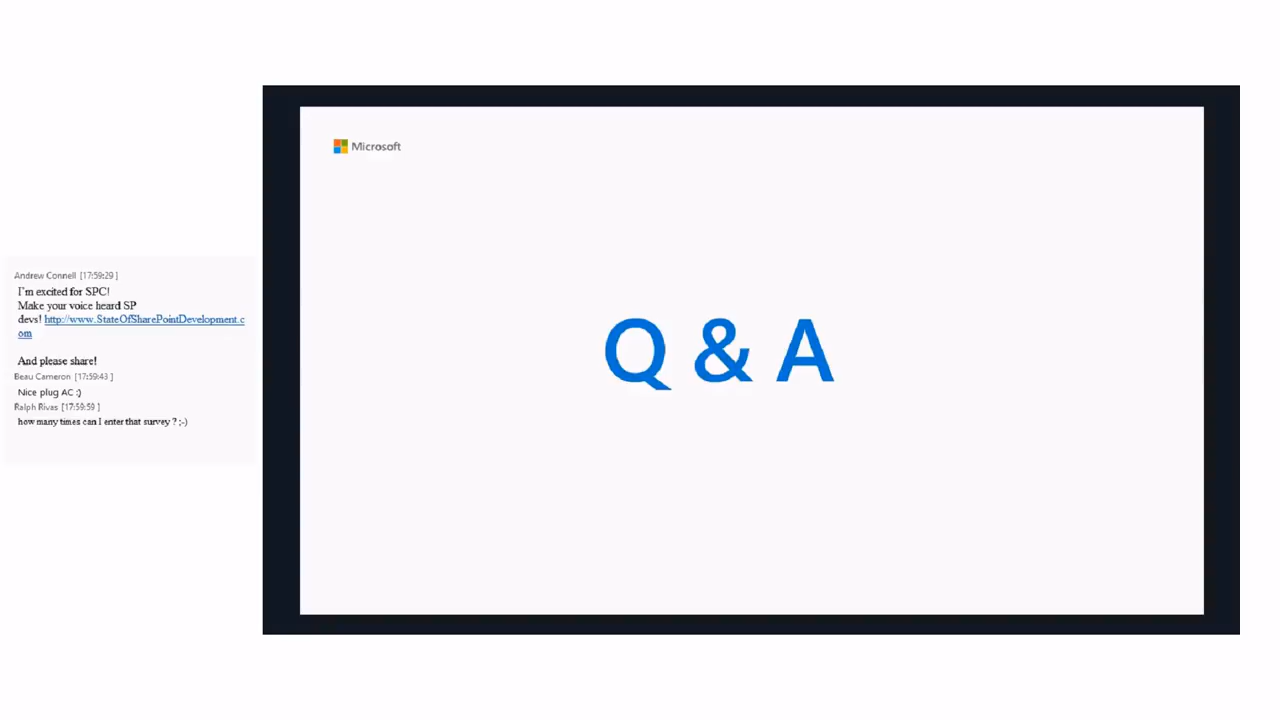 Andrew Connell [17:59:29 ]
I'm excited for SPC!
Make your voice heard SP
devs! http://www.StateOfSharePointDevelopment.c
om
And please share!
Beau Cameron [17:59:43 ]
Nice plug AC :)
Ralph Rivas [17:59:59 ]
how many times can I enter that survey ? ;-)
Microsoft
Q & A